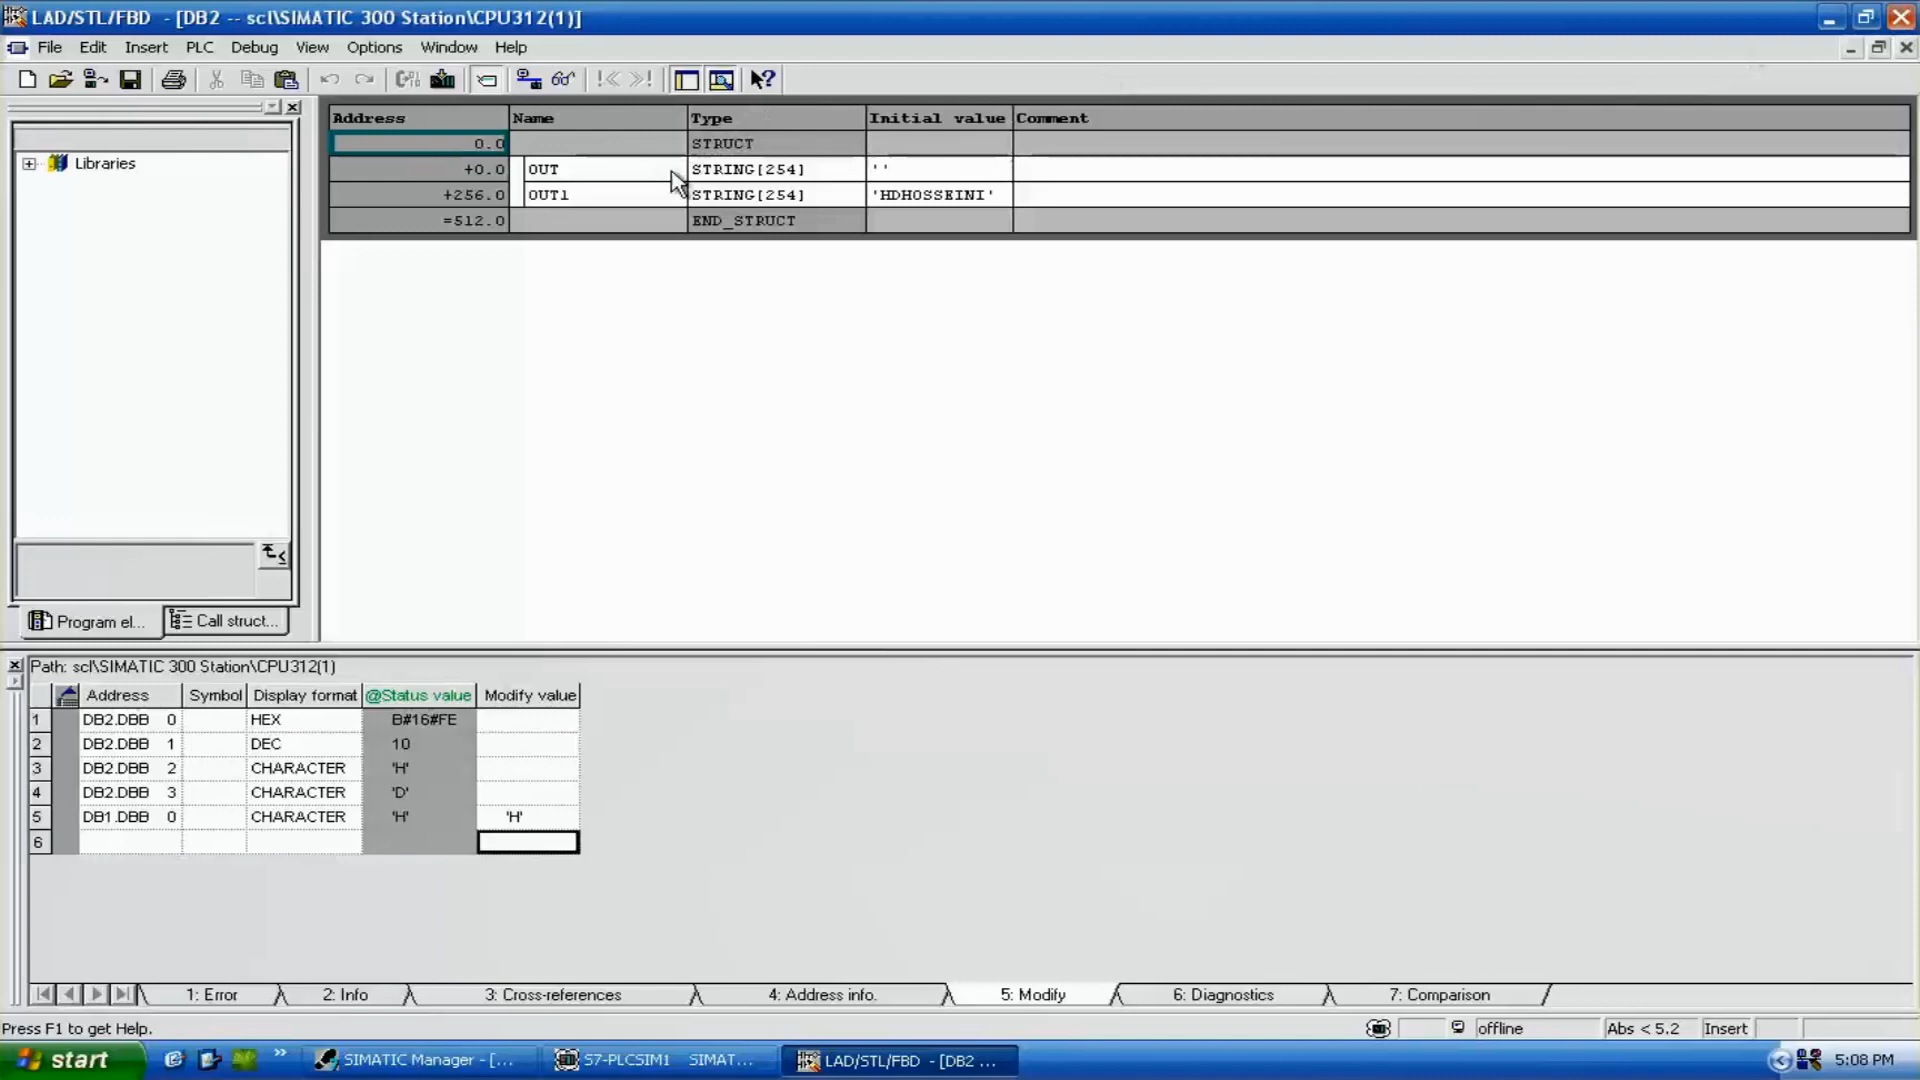 LAD/STL/FBD - [DB2 -- scl\SIMATIC 300 Station\CPU312(1)]
File Edit Insert PLC Debug View Options Window Help
Address Name Type Initial value Comment
0.0 STRUCT
+0.0 OUT STRING[254] ''
+256.0 OUT1 STRING[254] 'HDHOSSEINI'
=512.0 END_STRUCT
Libraries
Program el... Call struct...
Path: scl\SIMATIC 300 Station\CPU312(1)
Address Symbol Display format @Status value Modify value
1 DB2.DBB 0 HEX B#16#FE
2 DB2.DBB 1 DEC 10
3 DB2.DBB 2 CHARACTER 'H'
4 DB2.DBB 3 CHARACTER 'D'
5 DB1.DBB 0 CHARACTER 'H' 'H'
6
1: Error 2: Info 3: Cross-references 4: Address info. 5: Modify 6: Diagnostics 7: Comparison
Press F1 to get Help. offline Abs < 5.2 Insert
start SIMATIC Manager - [... S7-PLCSIM1 SIMAT... LAD/STL/FBD - [DB2 ... 5:08 PM